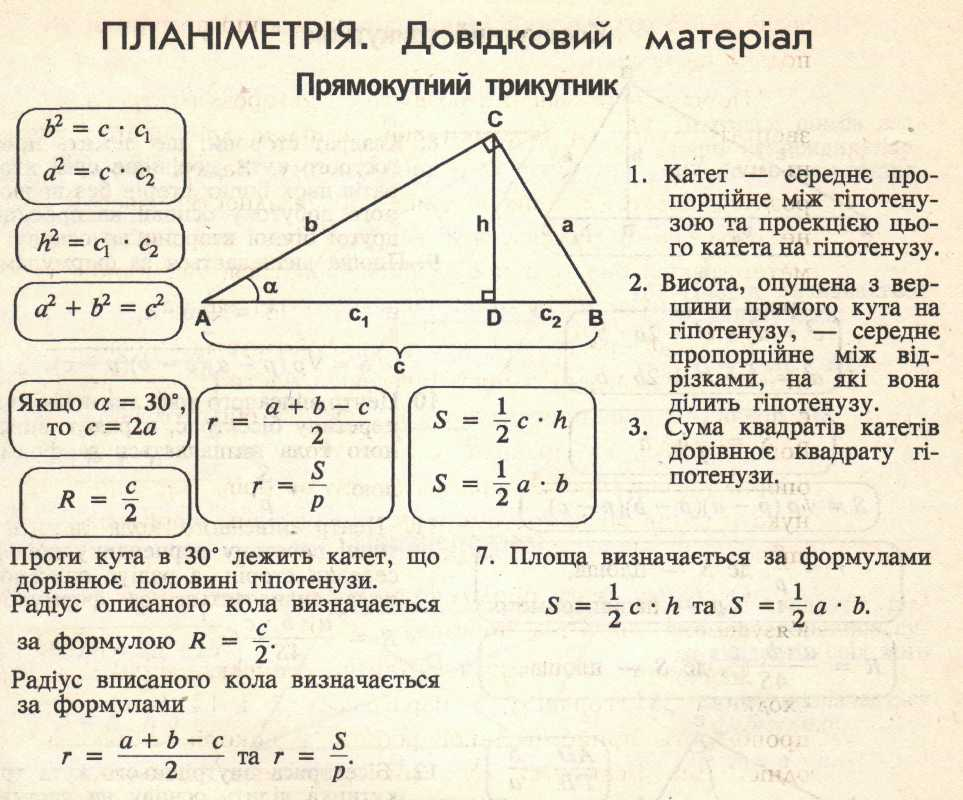 ПЛАНІМЕТРІЯ. Довідковий матеріал
Прямокутний трикутник
b² = c · c₁
a² = c · c₂
h² = c₁ · c₂
a² + b² = c²
C
b
h
a
α
A
c₁
D
c₂
B
c
Якщо α = 30°,
то c = 2a
R = c/2
r = (a + b − c)/2
r = S/p
S = 1/2 c · h
S = 1/2 a · b
1. Катет — середнє про-
порційне між гіпотену-
зою та проекцією цьо-
го катета на гіпотенузу.
2. Висота, опущена з вер-
шини прямого кута на
гіпотенузу, — середнє
пропорційне між від-
різками, на які вона
ділить гіпотенузу.
3. Сума квадратів катетів
дорівнює квадрату гі-
потенузи.
Проти кута в 30° лежить катет, що
дорівнює половині гіпотенузи.
Радіус описаного кола визначається
за формулою R = c/2.
Радіус вписаного кола визначається
за формулами
r = (a + b − c)/2 та r = S/p.
7. Площа визначається за формулами
S = 1/2 c · h та S = 1/2 a · b.